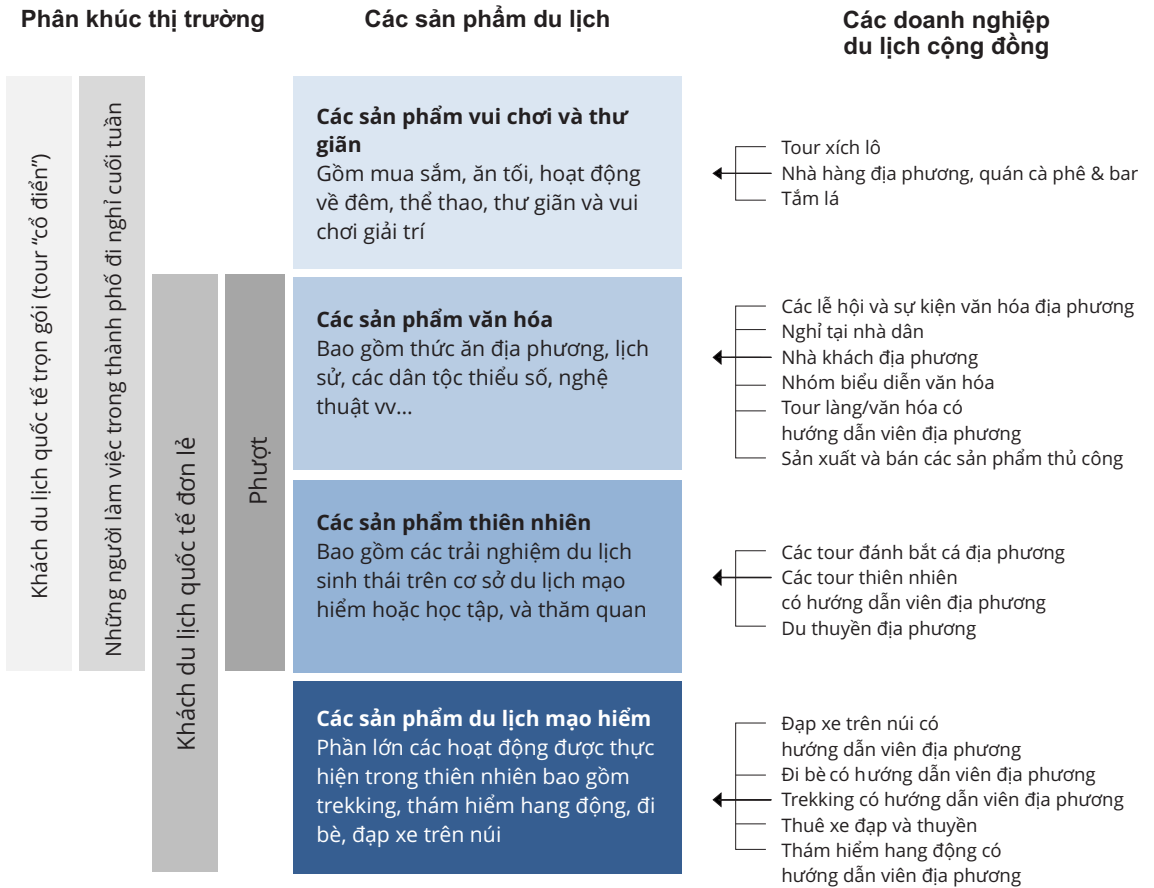 Phân khúc thị trường
Các sản phẩm du lịch
Các doanh nghiệp
du lịch cộng đồng
Khách du lịch quốc tế trọn gói (tour “cổ điển”)
Những người làm việc trong thành phố đi nghỉ cuối tuần
Khách du lịch quốc tế đơn lẻ
Phượt
Các sản phẩm vui chơi và thư
giãn
Gồm mua sắm, ăn tối, hoạt động
về đêm, thể thao, thư giãn và vui
chơi giải trí
Tour xích lô
Nhà hàng địa phương, quán cà phê & bar
Tắm lá
Các sản phẩm văn hóa
Bao gồm thức ăn địa phương, lịch
sử, các dân tộc thiểu số, nghệ
thuật vv...
Các lễ hội và sự kiện văn hóa địa phương
Nghỉ tại nhà dân
Nhà khách địa phương
Nhóm biểu diễn văn hóa
Tour làng/văn hóa có
hướng dẫn viên địa phương
Sản xuất và bán các sản phẩm thủ công
Các sản phẩm thiên nhiên
Bao gồm các trải nghiệm du lịch
sinh thái trên cơ sở du lịch mạo
hiểm hoặc học tập, và thăm quan
Các tour đánh bắt cá địa phương
Các tour thiên nhiên
có hướng dẫn viên địa phương
Du thuyền địa phương
Các sản phẩm du lịch mạo hiểm
Phần lớn các hoạt động được thực
hiện trong thiên nhiên bao gồm
trekking, thám hiểm hang động, đi
bè, đạp xe trên núi
Đạp xe trên núi có
hướng dẫn viên địa phương
Đi bè có hướng dẫn viên địa phương
Trekking có hướng dẫn viên địa phương
Thuê xe đạp và thuyền
Thám hiểm hang động có
hướng dẫn viên địa phương